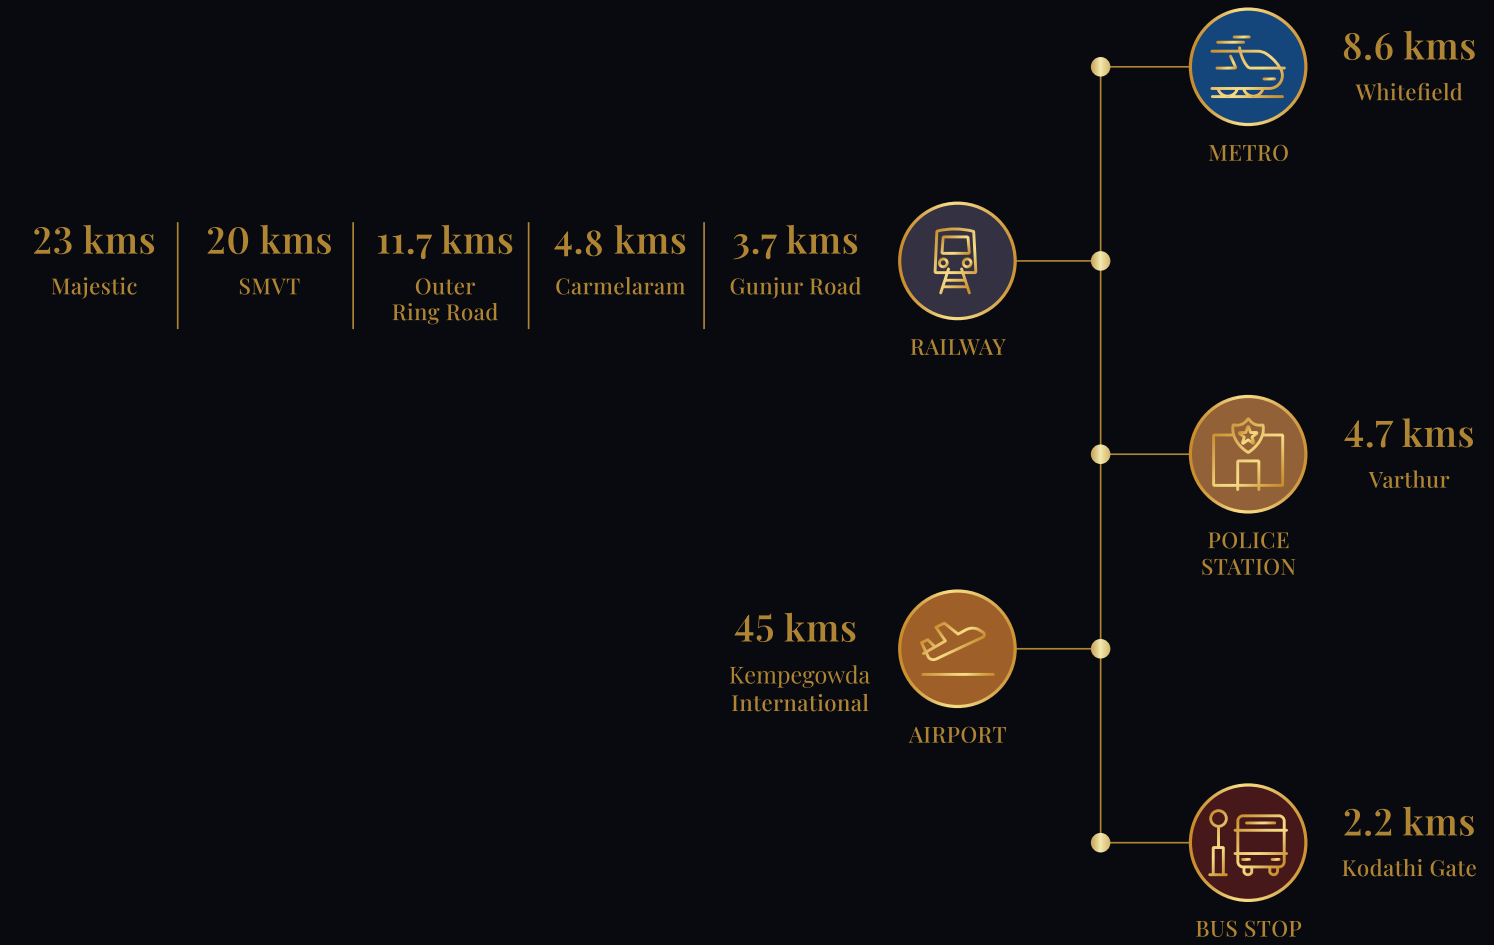 8.6 kms
Whitefield
METRO
23 kms
Majestic
20 kms
SMVT
11.7 kms
Outer
Ring Road
4.8 kms
Carmelaram
3.7 kms
Gunjur Road
RAILWAY
4.7 kms
Varthur
POLICE
STATION
45 kms
Kempegowda
International
AIRPORT
2.2 kms
Kodathi Gate
BUS STOP